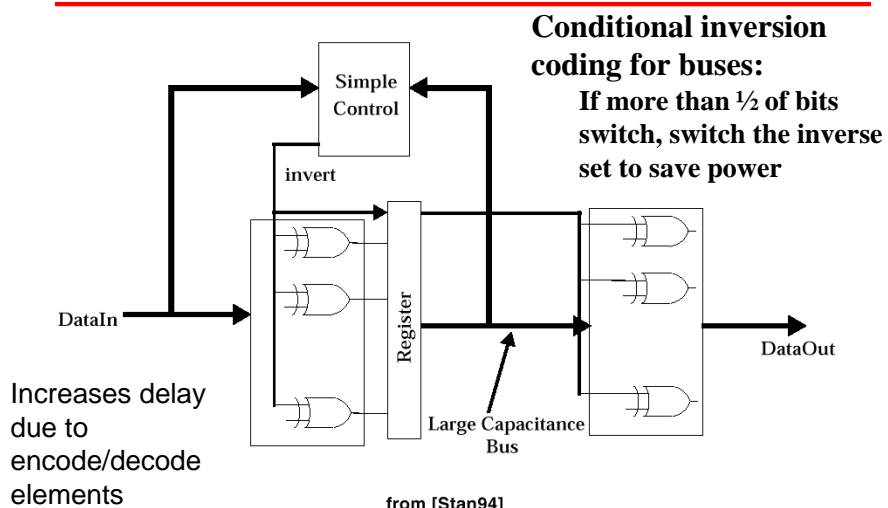 Conditional inversion
coding for buses:
If more than ½ of bits
switch, switch the inverse
set to save power
Simple
Control
invert
Register
DataIn
DataOut
Large Capacitance
Bus
Increases delay
due to
encode/decode
elements
from [Stan94]